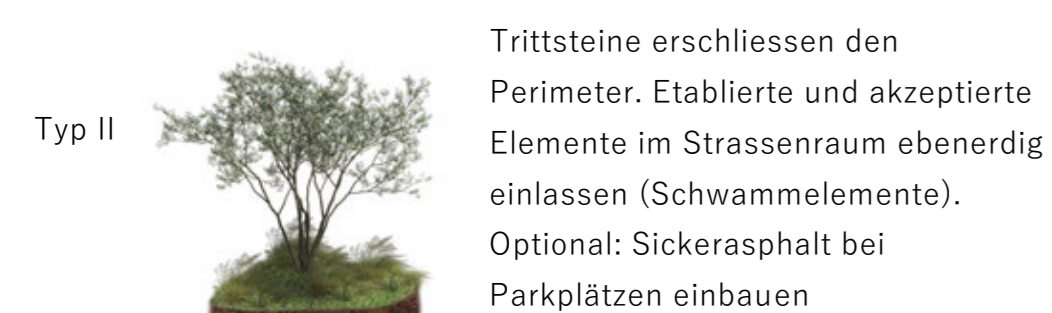 Typ II
Trittsteine erschliessen den
Perimeter. Etablierte und akzeptierte
Elemente im Strassenraum ebenerdig
einlassen (Schwammelemente).
Optional: Sickerasphalt bei
Parkplätzen einbauen